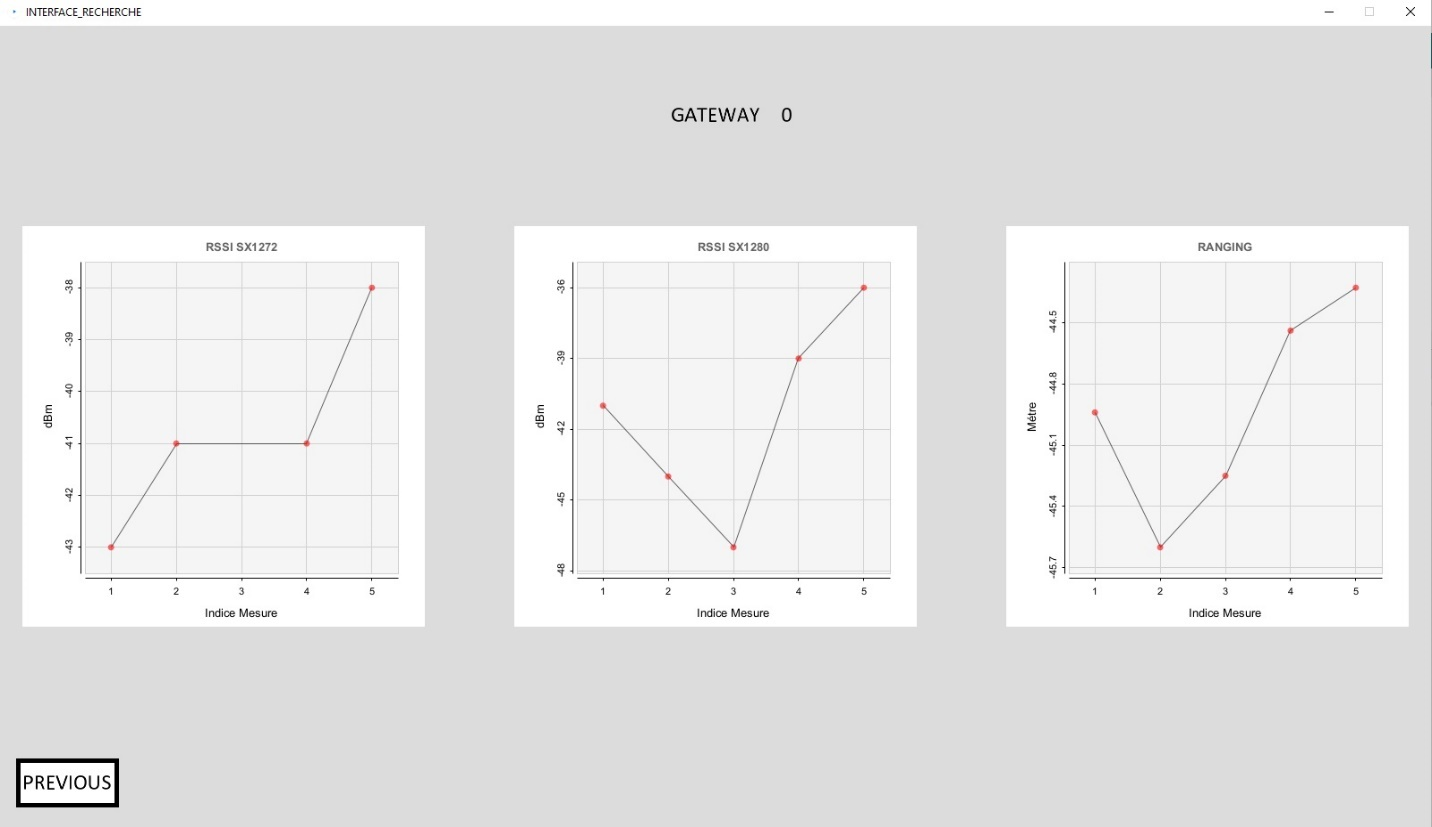 INTERFACE_RECHERCHE
GATEWAY 0
RSSI SX1272
-38
-39
-40
-41
-42
-43
dBm
1 2 3 4 5
Indice Mesure
RSSI SX1280
-36
-39
-42
-45
-48
dBm
1 2 3 4 5
Indice Mesure
RANGING
-44.5
-44.8
-45.1
-45.4
-45.7
Métre
1 2 3 4 5
Indice Mesure
PREVIOUS